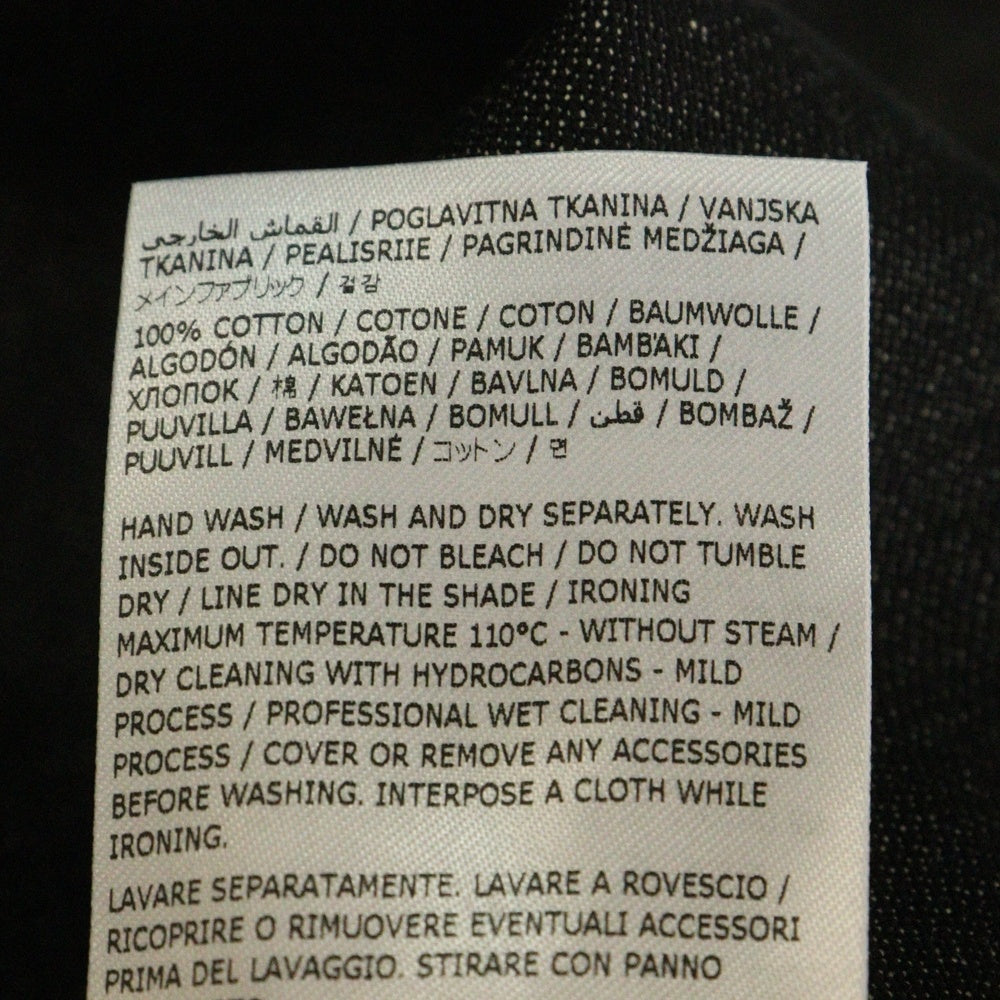 القماش الخارجي / POGLAVITNA TKANINA / VANJSKA
TKANINA / PEALISRIIE / PAGRINDINĖ MEDŽIAGA /
メインファブリック / 겉감
100% COTTON / COTONE / COTON / BAUMWOLLE /
ALGODÓN / ALGODÃO / PAMUK / ΒΑΜΒ'ΑΚΙ /
ХЛОПОК / 棉 / KATOEN / BAVLNA / BOMULD /
PUUVILLA / BAWEŁNA / BOMULL / قطن / BOMBAŽ /
PUUVILL / MEDVILNĖ / コットン / 면
HAND WASH / WASH AND DRY SEPARATELY. WASH
INSIDE OUT. / DO NOT BLEACH / DO NOT TUMBLE
DRY / LINE DRY IN THE SHADE / IRONING
MAXIMUM TEMPERATURE 110°C - WITHOUT STEAM /
DRY CLEANING WITH HYDROCARBONS - MILD
PROCESS / PROFESSIONAL WET CLEANING - MILD
PROCESS / COVER OR REMOVE ANY ACCESSORIES
BEFORE WASHING. INTERPOSE A CLOTH WHILE
IRONING.
LAVARE SEPARATAMENTE. LAVARE A ROVESCIO /
RICOPRIRE O RIMUOVERE EVENTUALI ACCESSORI
PRIMA DEL LAVAGGIO. STIRARE CON PANNO